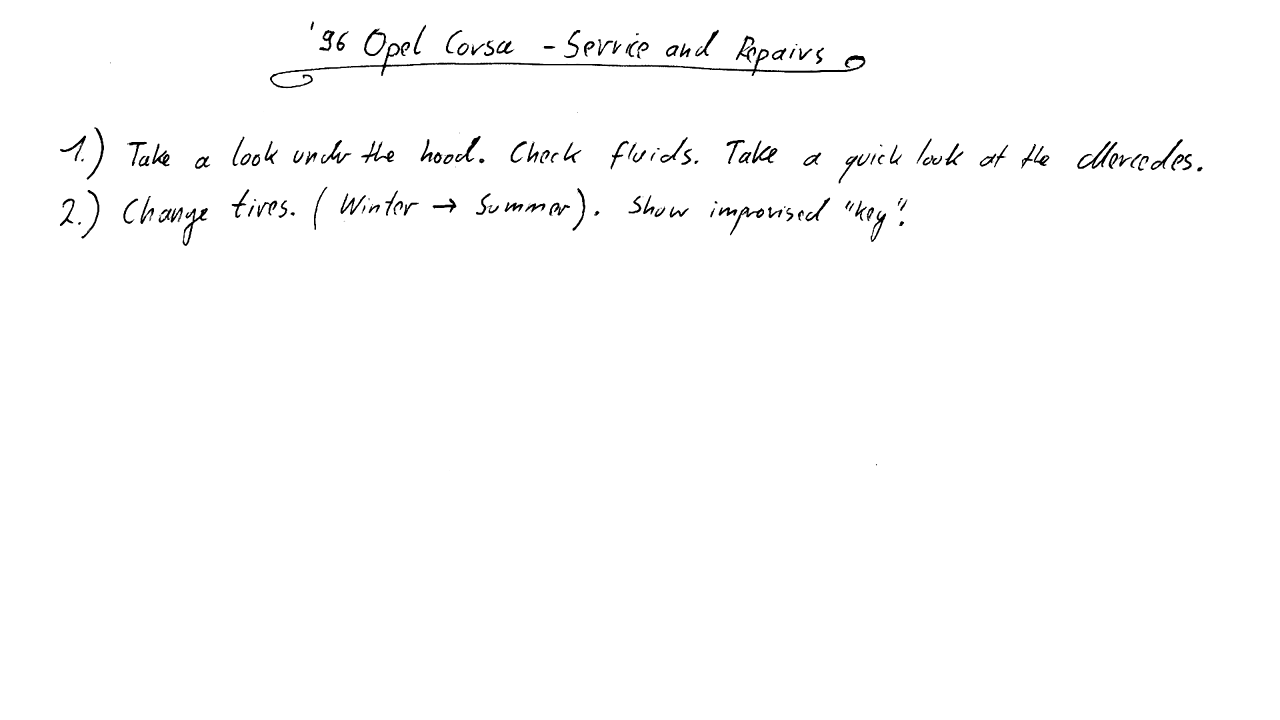 '96 Opel Corsa - Service and Repairs
1.) Take a look under the hood. Check fluids. Take a quick look at the Mercedes.
2.) Change tires. (Winter → Summer). Show improvised "key".